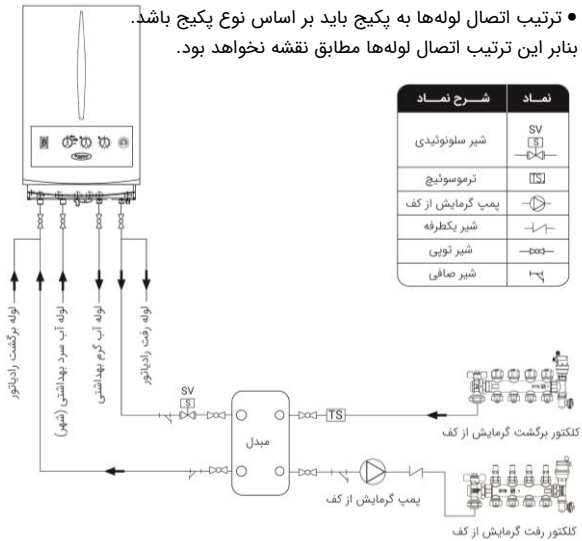 • ترتیب اتصال لوله‌ها به پکیج باید بر اساس نوع پکیج باشد.
بنابر این ترتیب اتصال لوله‌ها مطابق نقشه نخواهد بود.
نمـاد شـــرح نمـــاد
SV
S
شیر سلونوئیدی
TS ترموسوئیچ
پمپ گرمایش از کف
شیر یکطرفه
شیر توپی
شیر صافی
لوله برگشت رادیاتور
لوله آب سرد بهداشتی (شهر)
لوله آب گرم بهداشتی
لوله رفت رادیاتور
SV
S
مبدل
TS
کلکتور برگشت گرمایش از کف
پمپ گرمایش از کف
کلکتور رفت گرمایش از کف